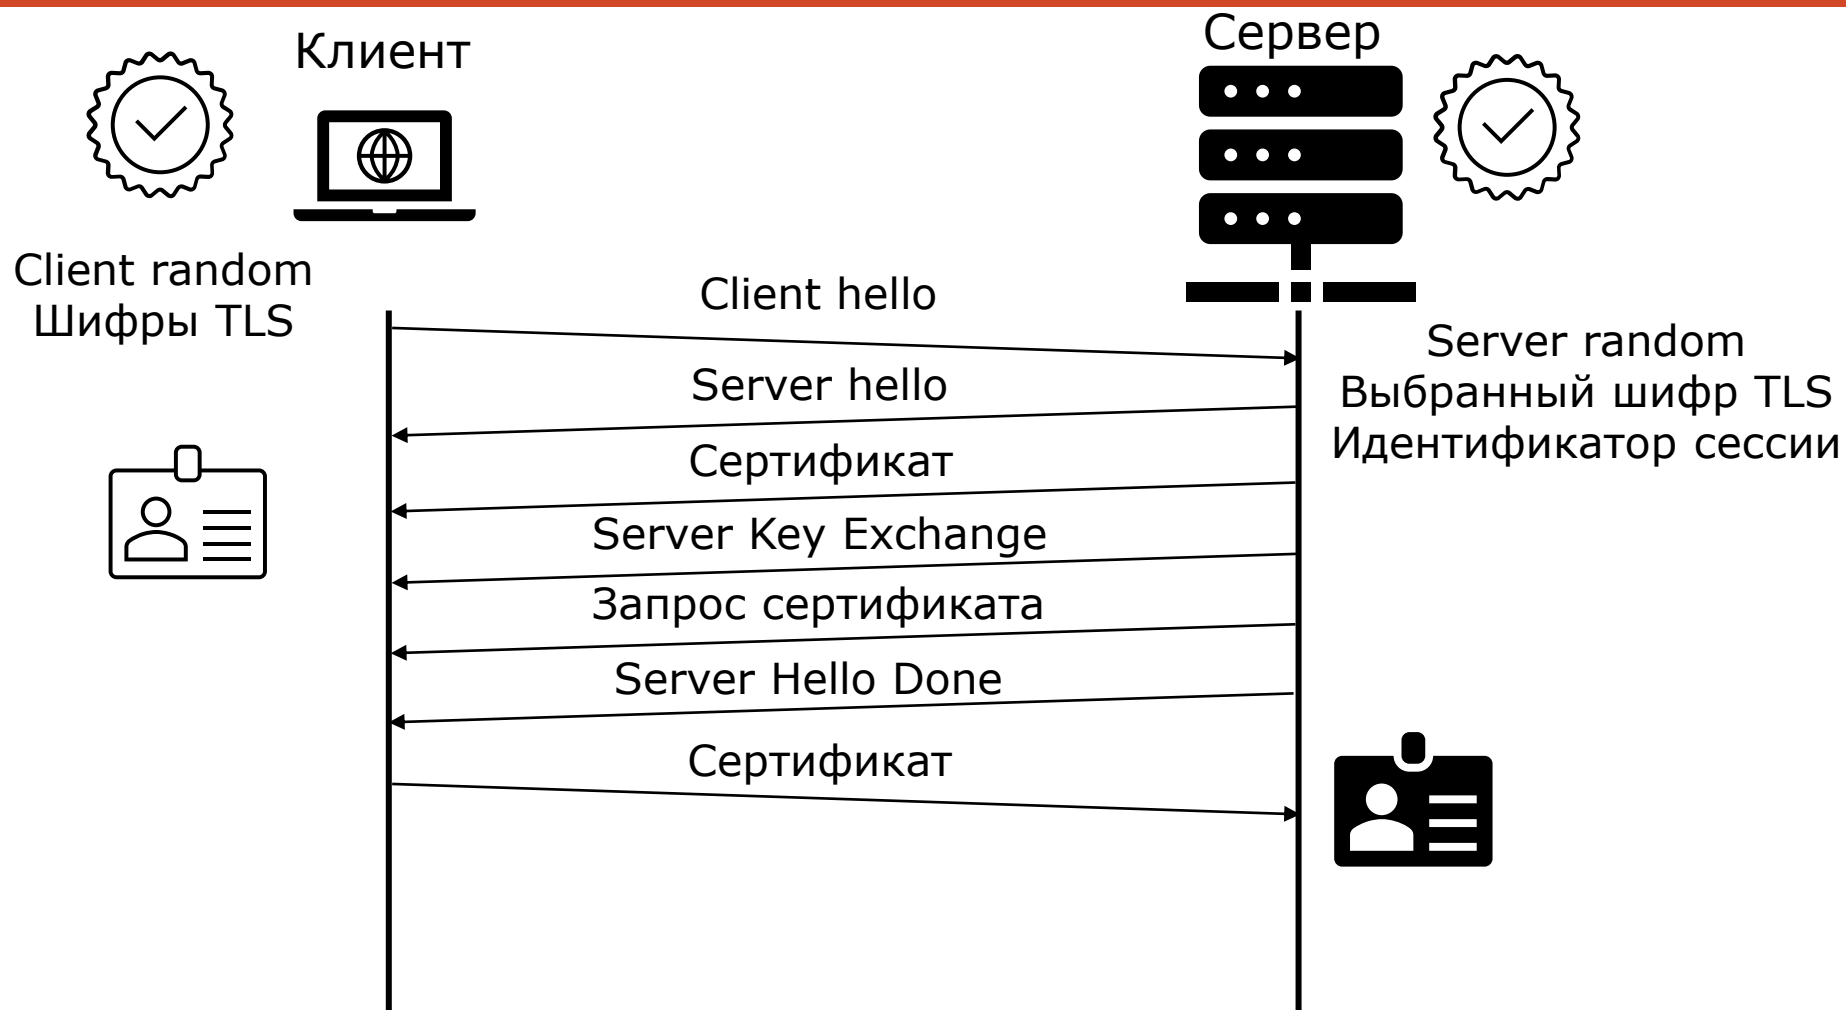 Клиент
Сервер
Client random
Шифры TLS
Client hello
Server random
Выбранный шифр TLS
Идентификатор сессии
Server hello
Сертификат
Server Key Exchange
Запрос сертификата
Server Hello Done
Сертификат